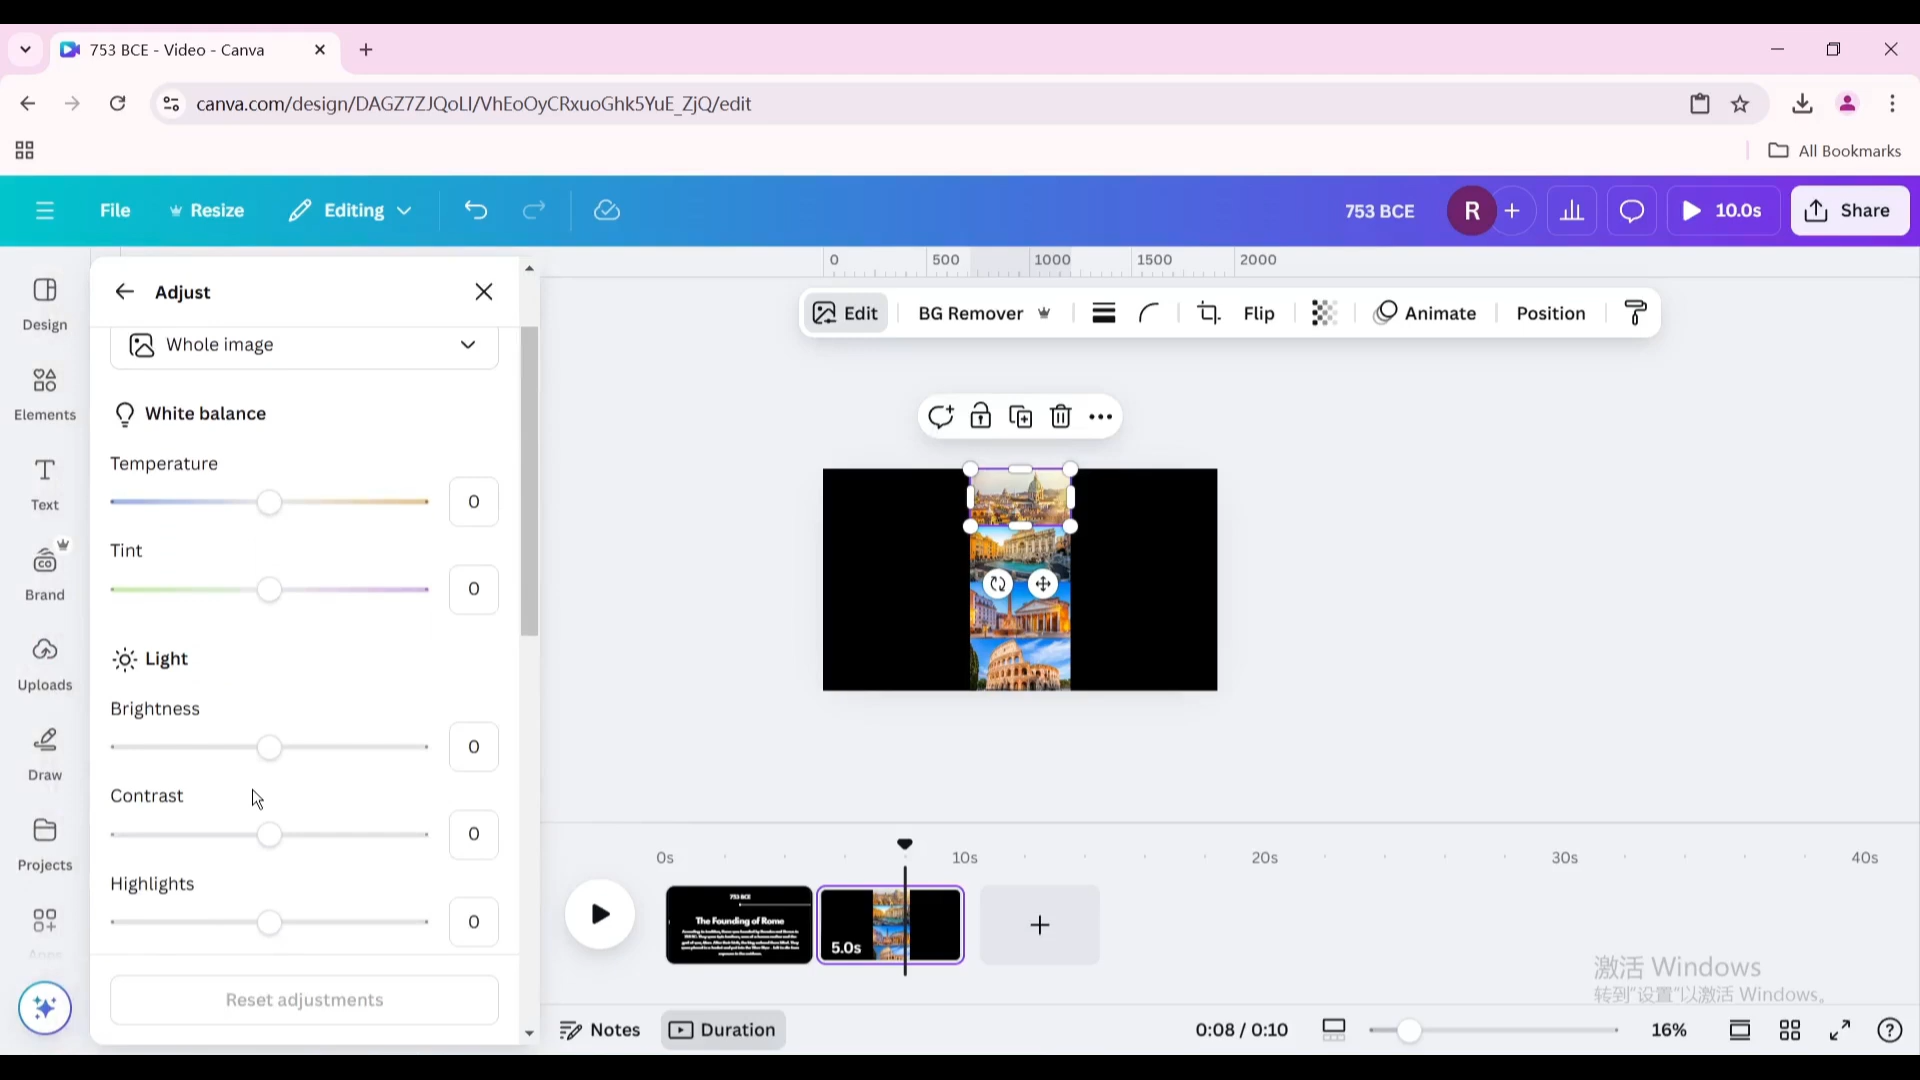 753 BCE - Video - Canva
canva.com/design/DAGZ7ZJQoLI/VhEoOyCRxuoGhk5YuE_ZjQ/edit
All Bookmarks
File
Resize
Editing
753 BCE
R
10.0s
Share
0
500
1000
1500
2000
Design
Elements
Text
Brand
Uploads
Draw
Projects
Apps
Adjust
Whole image
White balance
Temperature
0
Tint
0
Light
Brightness
0
Contrast
0
Highlights
0
Reset adjustments
Edit
BG Remover
Flip
Animate
Position
0s
10s
20s
30s
40s
753 BCE
The Founding of Rome
5.0s
激活 Windows
转到"设置"以激活 Windows。
Notes
Duration
0:08 / 0:10
16%